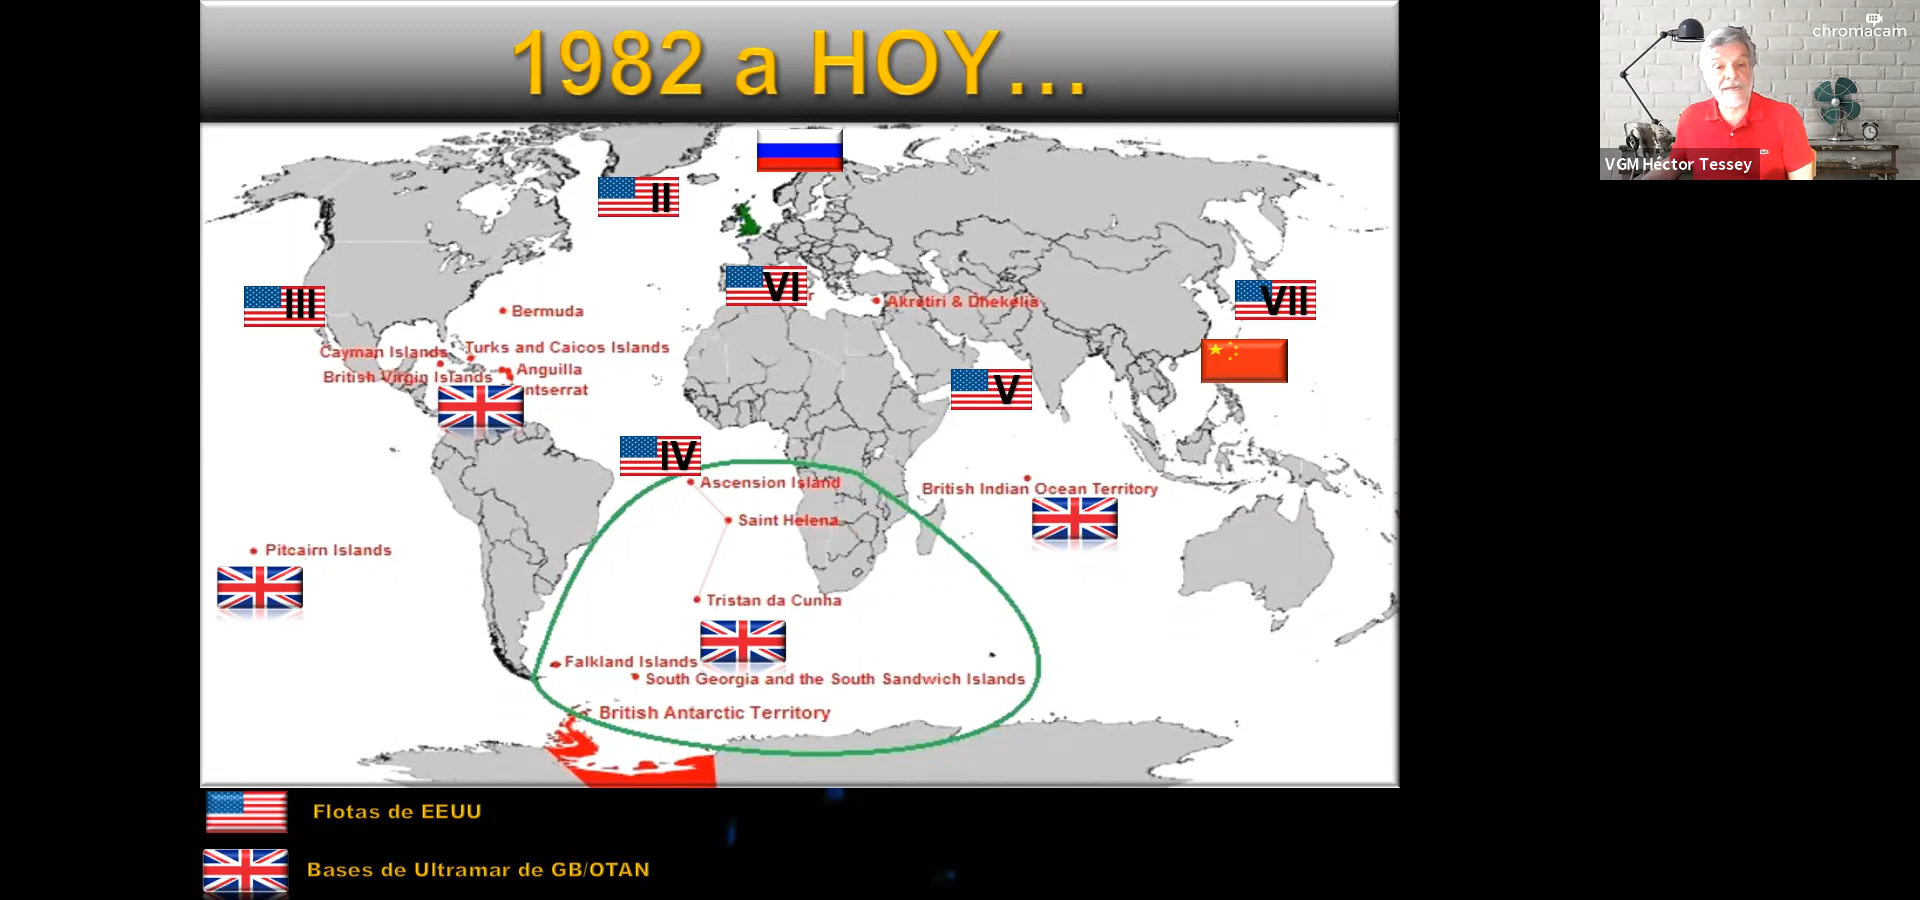 1982 a HOY...
chromacam
VGM Héctor Tessey
II
VI
III
VII
Bermuda
Akrotiri & Dhekelia
Cayman Islands
Turks and Caicos Islands
British Virgin Islands
Anguilla
ntserrat
V
IV
Ascension Island
British Indian Ocean Territory
Saint Helena
Pitcairn Islands
Tristan da Cunha
Falkland Islands
South Georgia and the South Sandwich Islands
British Antarctic Territory
Flotas de EEUU
Bases de Ultramar de GB/OTAN